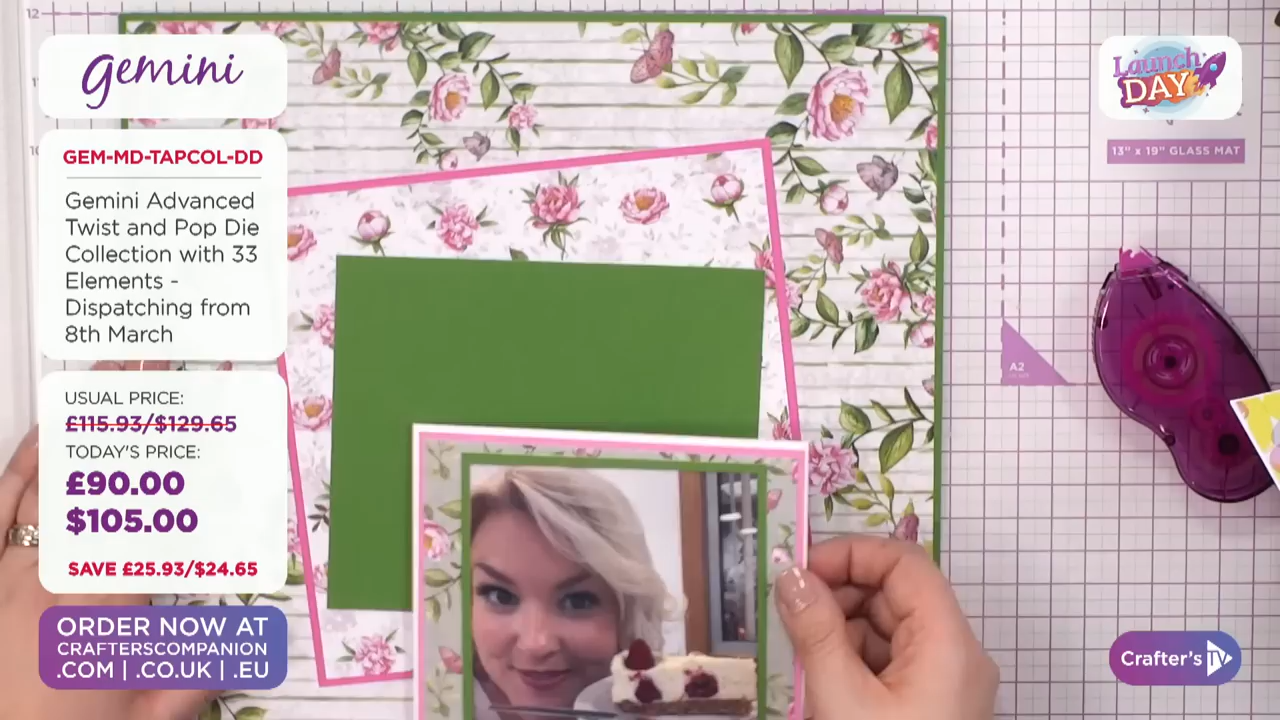 12
gemini
GEM-MD-TAPCOL-DD
Gemini Advanced
Twist and Pop Die
Collection with 33
Elements -
Dispatching from
8th March
USUAL PRICE:
£115.93/$129.65
TODAY'S PRICE:
£90.00
$105.00
SAVE £25.93/$24.65
ORDER NOW AT
CRAFTERSCOMPANION
.COM | .CO.UK | .EU
Launch
DAY
13" x 19" GLASS MAT
A2
Crafter's TV